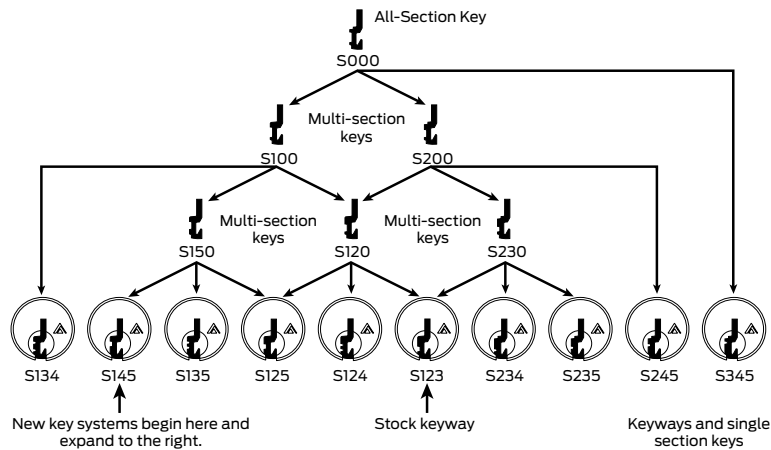 All-Section Key
S000
Multi-section
keys
S100
S200
Multi-section
keys
Multi-section
keys
S150
S120
S230
S134
S145
S135
S125
S124
S123
S234
S235
S245
S345
New key systems begin here and
expand to the right.
Stock keyway
Keyways and single
section keys